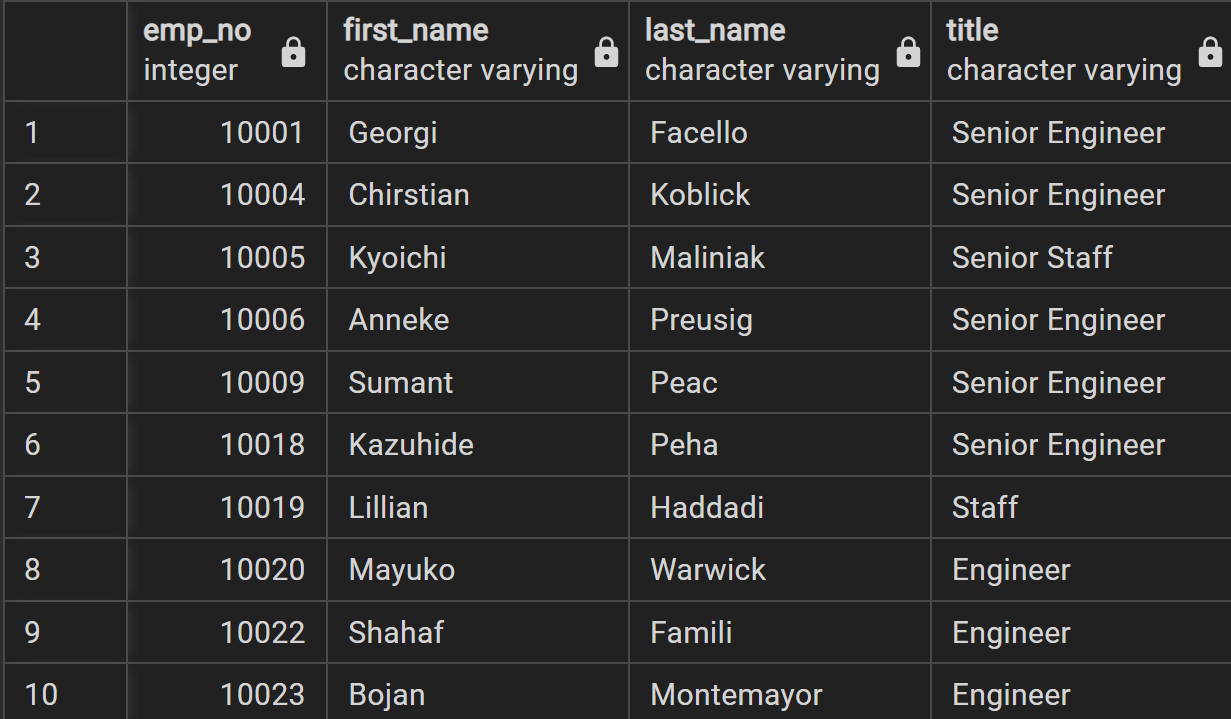 emp_no first_name last_name title
integer character varying character varying character varying
1 10001 Georgi Facello Senior Engineer
2 10004 Chirstian Koblick Senior Engineer
3 10005 Kyoichi Maliniak Senior Staff
4 10006 Anneke Preusig Senior Engineer
5 10009 Sumant Peac Senior Engineer
6 10018 Kazuhide Peha Senior Engineer
7 10019 Lillian Haddadi Staff
8 10020 Mayuko Warwick Engineer
9 10022 Shahaf Famili Engineer
10 10023 Bojan Montemayor Engineer